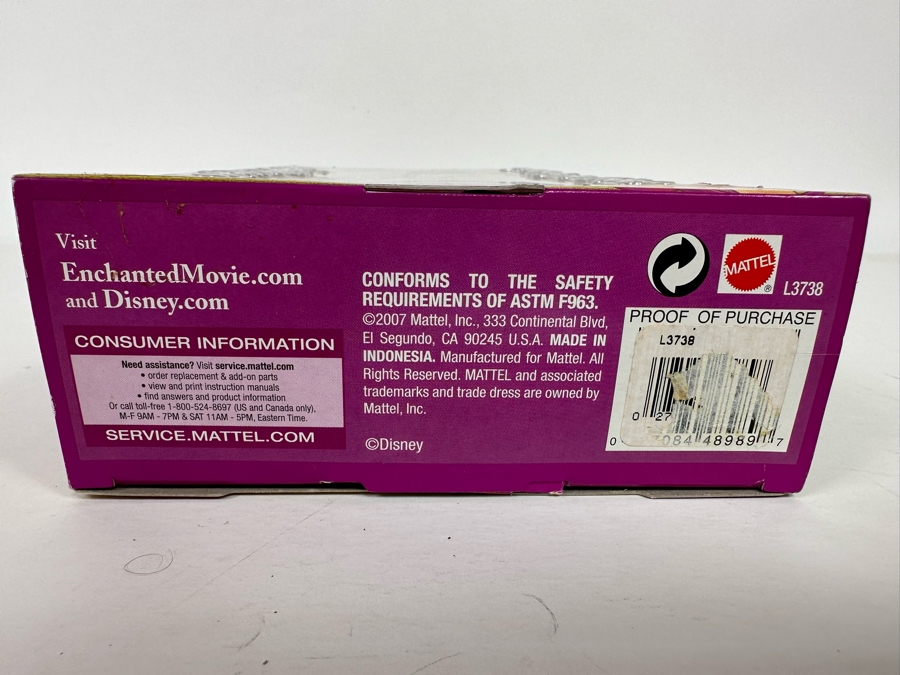 Visit
EnchantedMovie.com
and Disney.com
CONSUMER INFORMATION
Need assistance? Visit service.mattel.com
• order replacement & add-on parts
• view and print instruction manuals
• find answers and product information
Or call toll-free 1-800-524-8697 (US and Canada only),
M-F 9AM - 7PM & SAT 11AM - 5PM, Eastern Time.
SERVICE.MATTEL.COM
CONFORMS TO THE SAFETY
REQUIREMENTS OF ASTM F963.
©2007 Mattel, Inc., 333 Continental Blvd,
El Segundo, CA 90245 U.S.A. MADE IN
INDONESIA. Manufactured for Mattel. All
Rights Reserved. MATTEL and associated
trademarks and trade dress are owned by
Mattel, Inc.
©Disney
MATTEL
®
L3738
PROOF OF PURCHASE
L3738
0 27
0 7084 48989 7